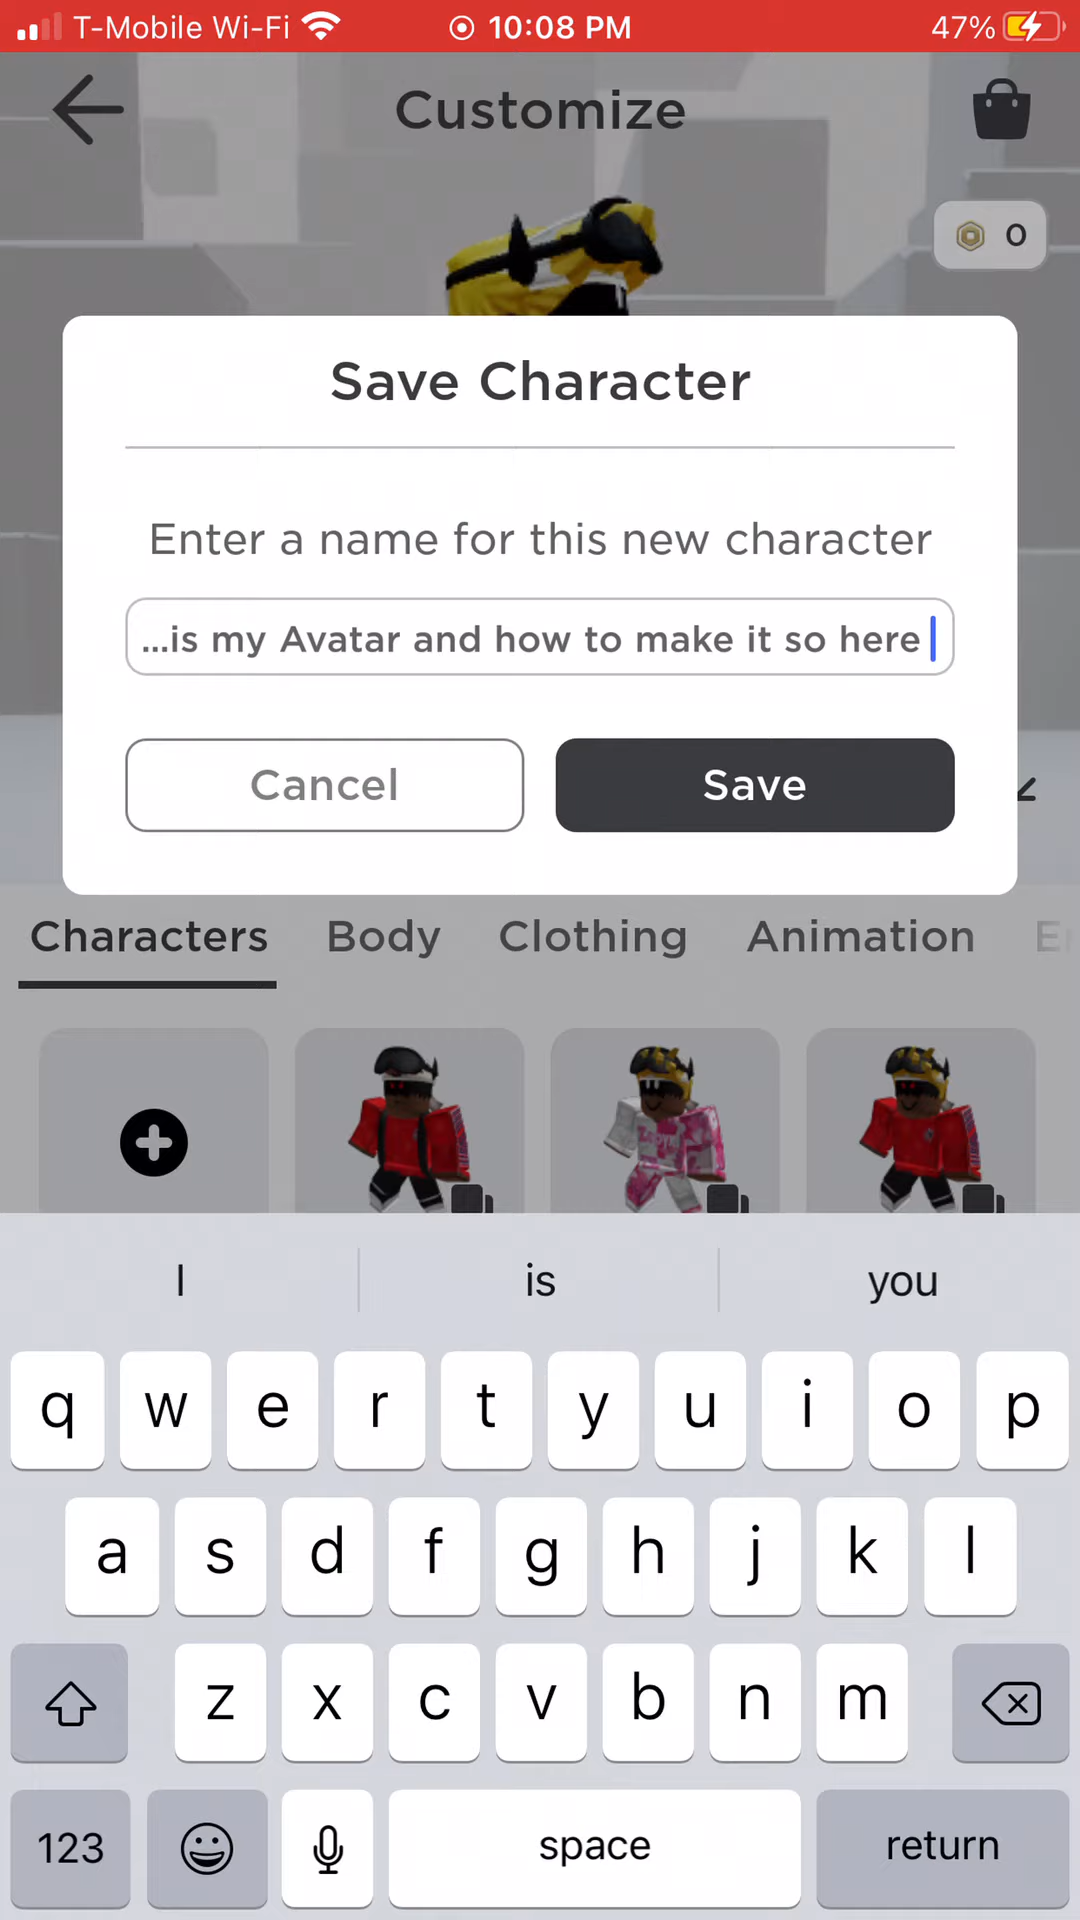 T-Mobile Wi-Fi 10:08 PM 47%
Customize
0
Save Character
Enter a name for this new character
...is my Avatar and how to make it so here
Cancel Save
Characters Body Clothing Animation E
I is you
q w e r t y u i o p
a s d f g h j k l
z x c v b n m
123 space return